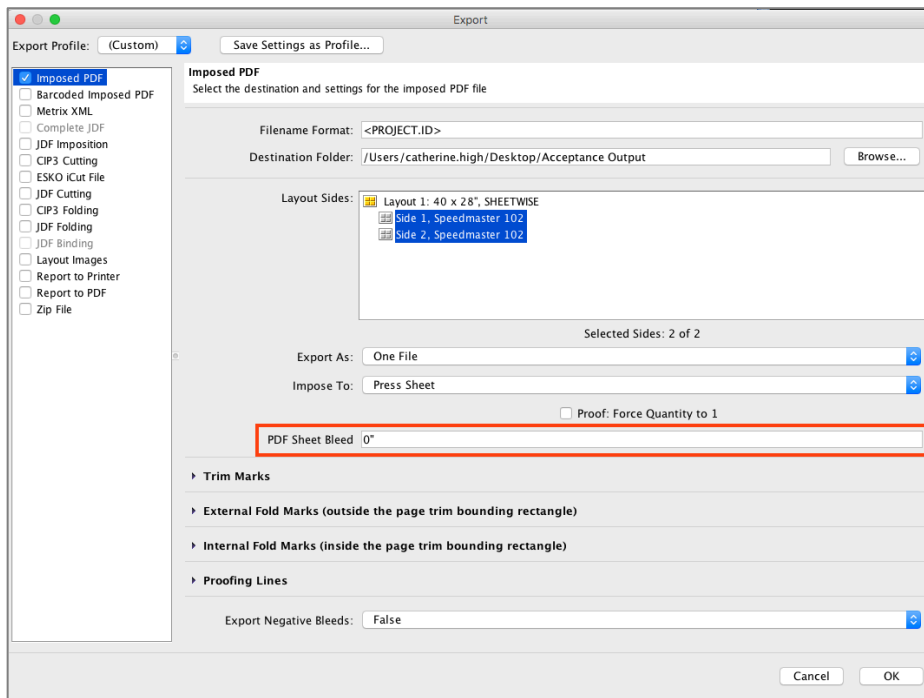 Export
Export Profile: (Custom) Save Settings as Profile...
Imposed PDF
Barcoded Imposed PDF
Metrix XML
Complete JDF
JDF Imposition
CIP3 Cutting
ESKO iCut File
JDF Cutting
CIP3 Folding
JDF Folding
JDF Binding
Layout Images
Report to Printer
Report to PDF
Zip File
Imposed PDF
Select the destination and settings for the imposed PDF file
Filename Format: <PROJECT.ID>
Destination Folder: /Users/catherine.high/Desktop/Acceptance Output Browse...
Layout Sides: Layout 1: 40 x 28", SHEETWISE
Side 1, Speedmaster 102
Side 2, Speedmaster 102
Selected Sides: 2 of 2
Export As: One File
Impose To: Press Sheet
Proof: Force Quantity to 1
PDF Sheet Bleed 0"
Trim Marks
External Fold Marks (outside the page trim bounding rectangle)
Internal Fold Marks (inside the page trim bounding rectangle)
Proofing Lines
Export Negative Bleeds: False
Cancel OK